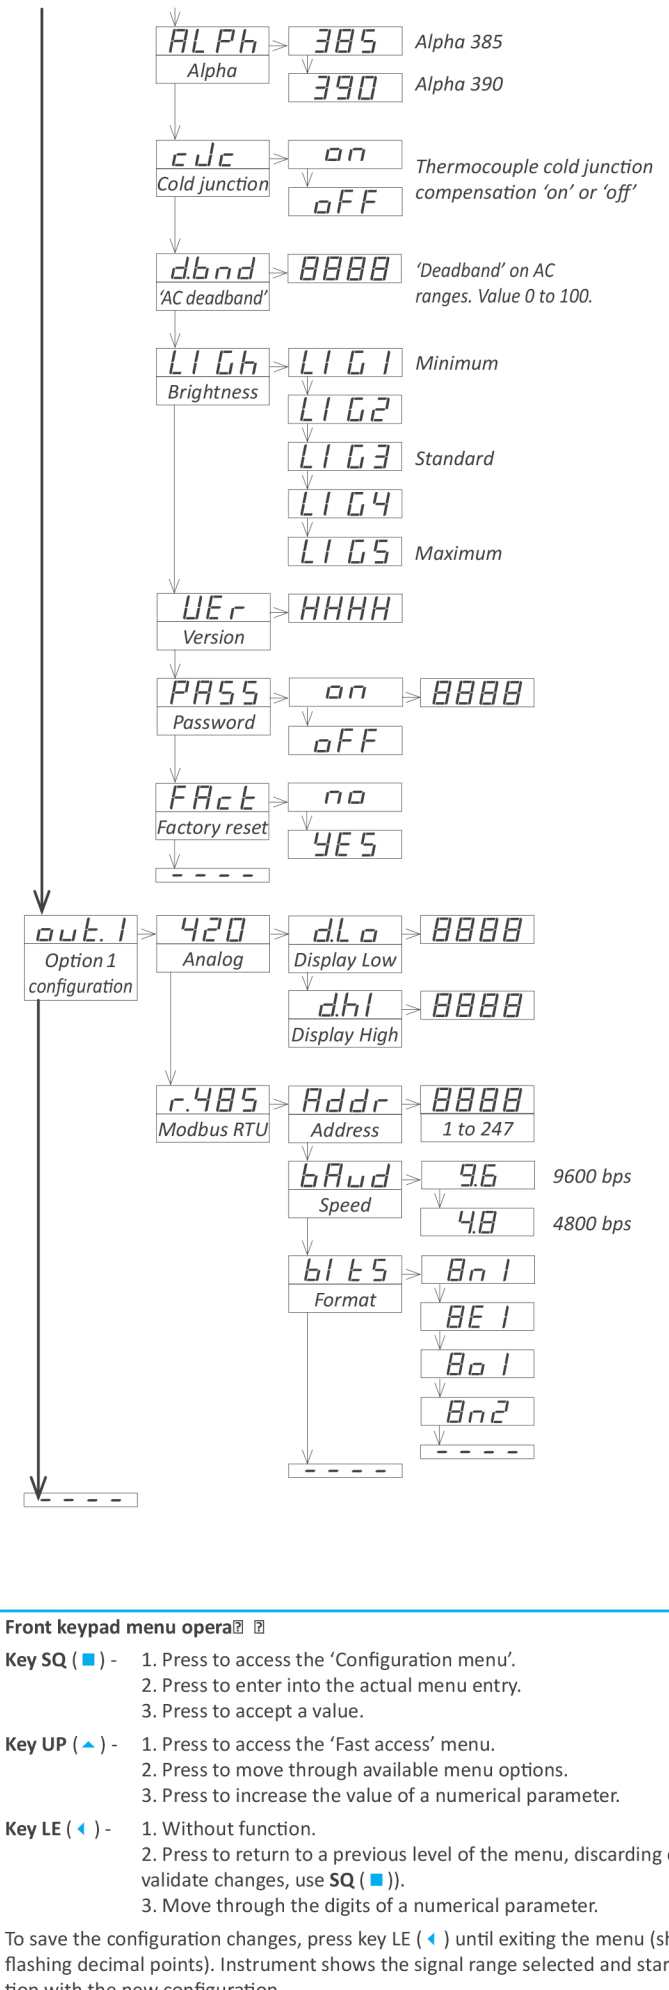 ALPh
Alpha
385
Alpha 385
390
Alpha 390
cJc
Cold junction
on
oFF
Thermocouple cold junction
compensation ‘on’ or ‘off’
d.bnd
‘AC deadband’
8888
‘Deadband’ on AC
ranges. Value 0 to 100.
LIGh
Brightness
LIG1
Minimum
LIG2
LIG3
Standard
LIG4
LIG5
Maximum
VEr
Version
HHHH
PASS
Password
on
8888
oFF
FAct
Factory reset
no
YES
- - - -
out.1
Option 1
configuration
420
Analog
d.Lo
Display Low
8888
d.hI
Display High
8888
r.485
Modbus RTU
Addr
Address
8888
1 to 247
bAud
Speed
9.6
9600 bps
4.8
4800 bps
bItS
Format
8n1
8E1
8o1
8n2
- - - -
- - - -
- - - -
Front keypad menu opera
Key SQ ( ■ ) - 1. Press to access the ‘Configuration menu’.
2. Press to enter into the actual menu entry.
3. Press to accept a value.
Key UP ( ▲ ) - 1. Press to access the ‘Fast access’ menu.
2. Press to move through available menu options.
3. Press to increase the value of a numerical parameter.
Key LE ( ◀ ) - 1. Without function.
2. Press to return to a previous level of the menu, discarding
validate changes, use SQ ( ■ )).
3. Move through the digits of a numerical parameter.
To save the configuration changes, press key LE ( ◀ ) until exiting the menu
flashing decimal points). Instrument shows the signal range selected and
tion with the new configuration